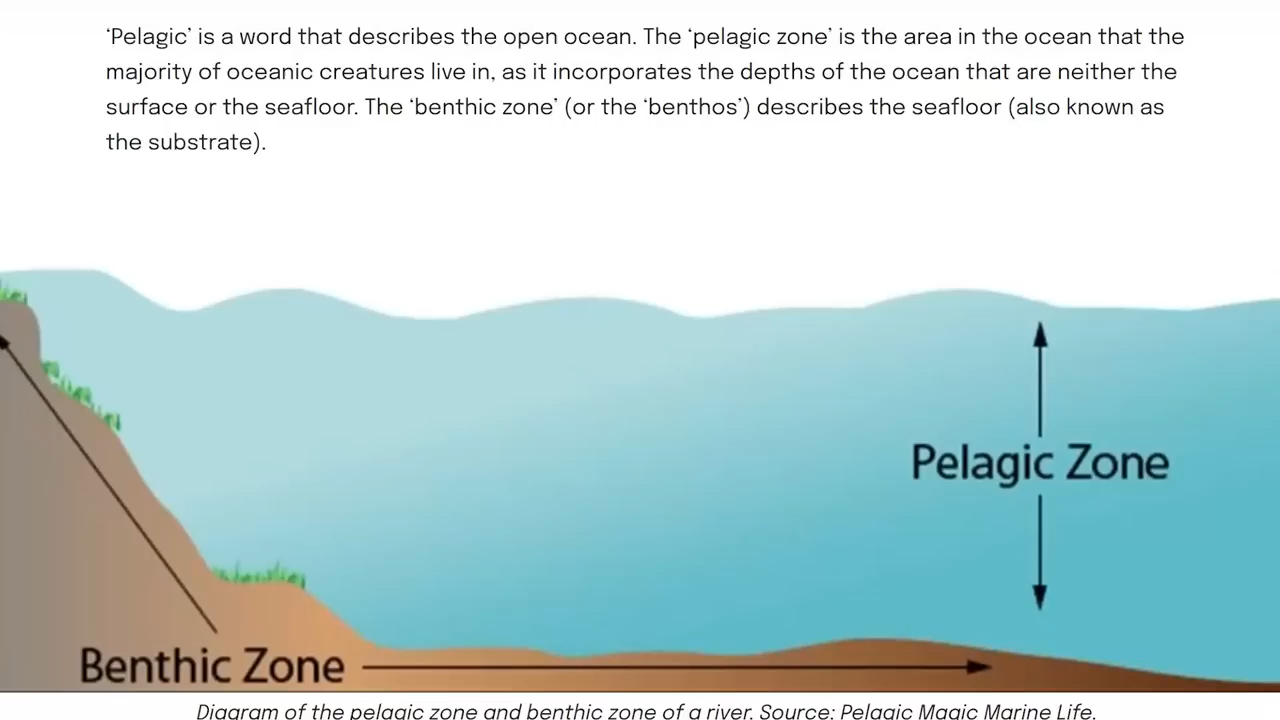 ‘Pelagic’ is a word that describes the open ocean. The ‘pelagic zone’ is the area in the ocean that the
majority of oceanic creatures live in, as it incorporates the depths of the ocean that are neither the
surface or the seafloor. The ‘benthic zone’ (or the ‘benthos’) describes the seafloor (also known as
the substrate).
Pelagic Zone
Benthic Zone
Diagram of the pelagic zone and benthic zone of a river. Source: Pelagic Magic Marine Life.